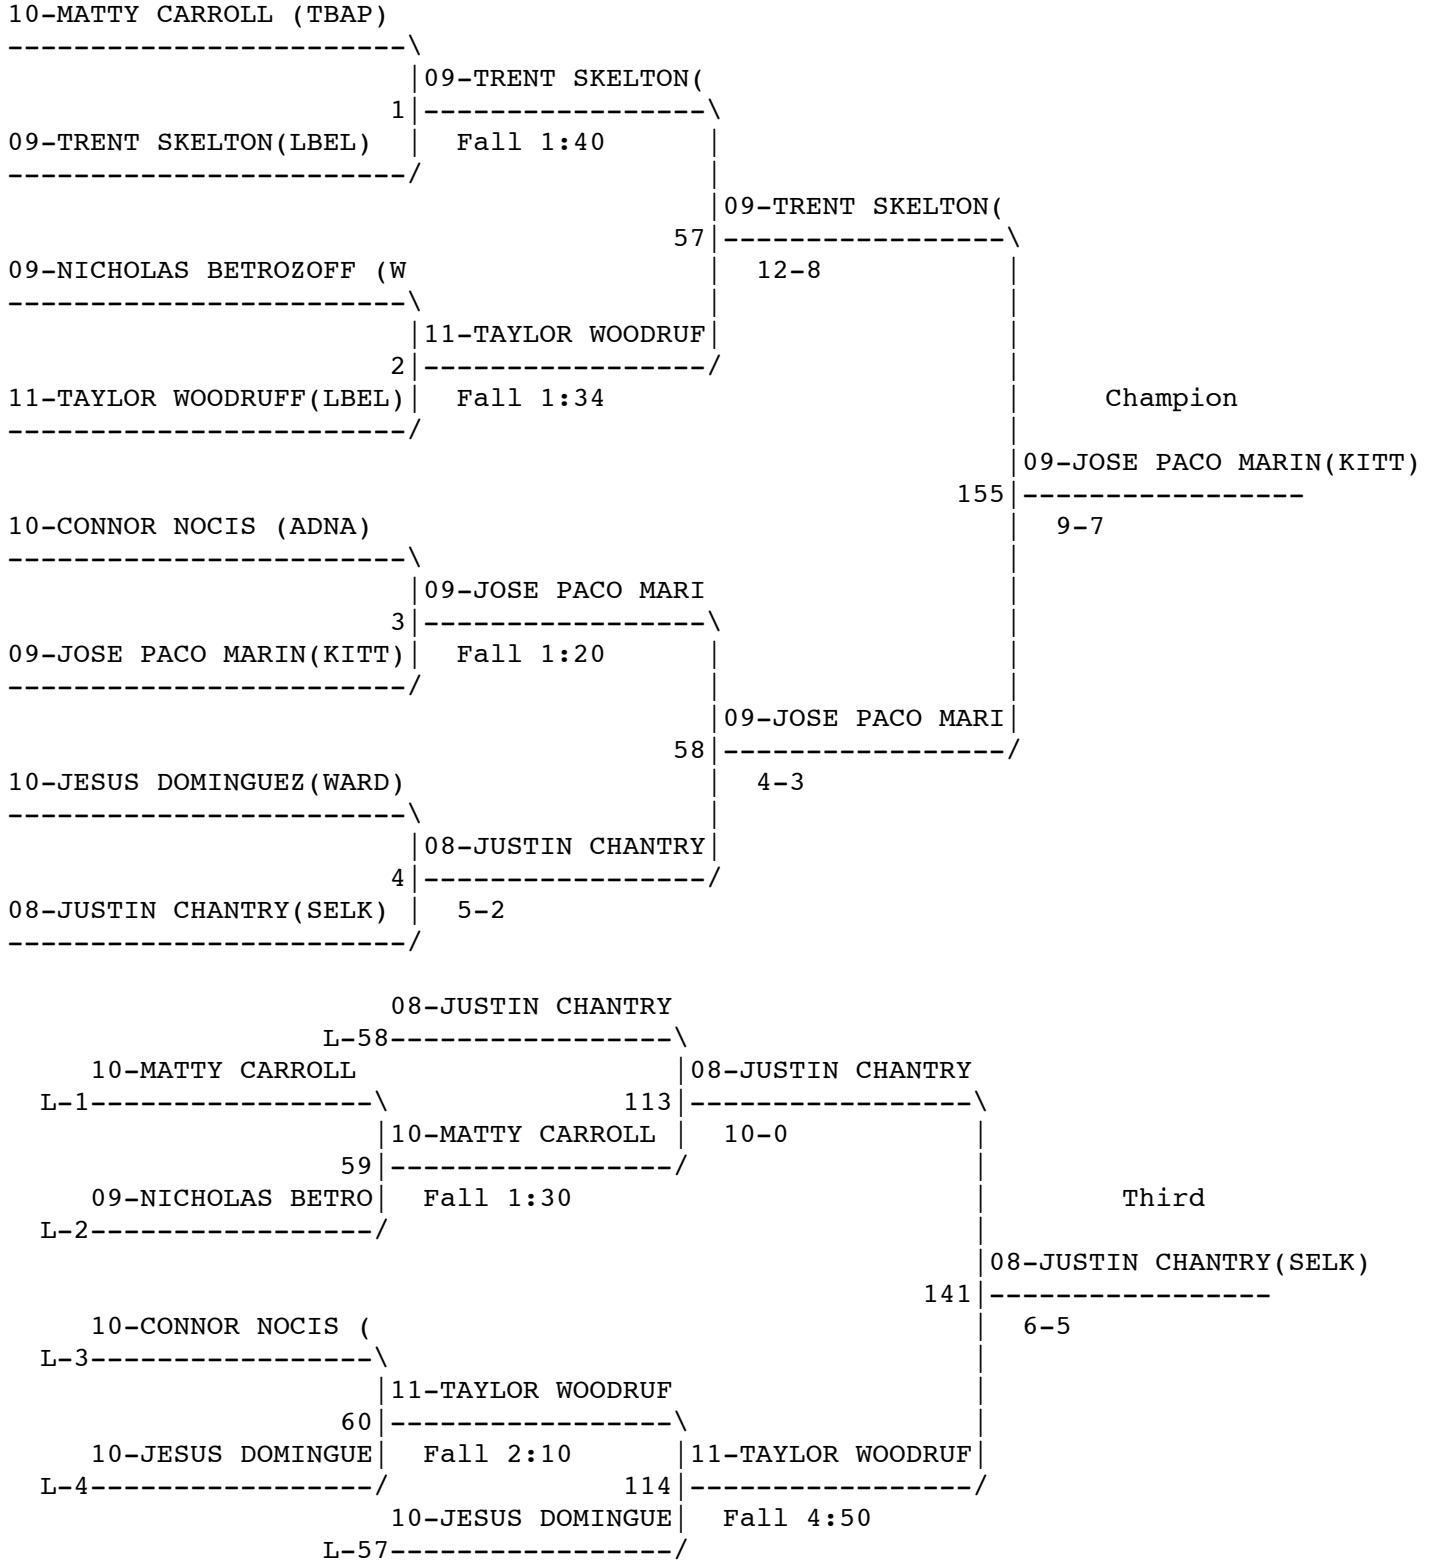 10-MATTY CARROLL (TBAP)
------------------------\
|09-TRENT SKELTON(
1|-----------------\
09-TRENT SKELTON(LBEL) | Fall 1:40 |
------------------------/ |
|09-TRENT SKELTON(
57|-----------------\
09-NICHOLAS BETROZOFF (W | 12-8 |
------------------------\ | |
|11-TAYLOR WOODRUF| |
2|-----------------/ |
11-TAYLOR WOODRUFF(LBEL)| Fall 1:34 | Champion
------------------------/ |
|09-JOSE PACO MARIN(KITT)
155|-----------------
10-CONNOR NOCIS (ADNA) | 9-7
------------------------\ |
|09-JOSE PACO MARI |
3|-----------------\ |
09-JOSE PACO MARIN(KITT)| Fall 1:20 | |
------------------------/ | |
|09-JOSE PACO MARI|
58|-----------------/
10-JESUS DOMINGUEZ(WARD) | 4-3
------------------------\ |
|08-JUSTIN CHANTRY|
4|-----------------/
08-JUSTIN CHANTRY(SELK) | 5-2
------------------------/
08-JUSTIN CHANTRY
L-58-----------------\
10-MATTY CARROLL |08-JUSTIN CHANTRY
L-1-----------------\ 113|-----------------\
|10-MATTY CARROLL | 10-0 |
59|-----------------/ |
09-NICHOLAS BETRO| Fall 1:30 | Third
L-2-----------------/ |
|08-JUSTIN CHANTRY(SELK)
141|-----------------
10-CONNOR NOCIS ( | 6-5
L-3-----------------\ |
|11-TAYLOR WOODRUF |
60|-----------------\ |
10-JESUS DOMINGUE| Fall 2:10 |11-TAYLOR WOODRUF|
L-4-----------------/ 114|-----------------/
10-JESUS DOMINGUE| Fall 4:50
L-57-----------------/